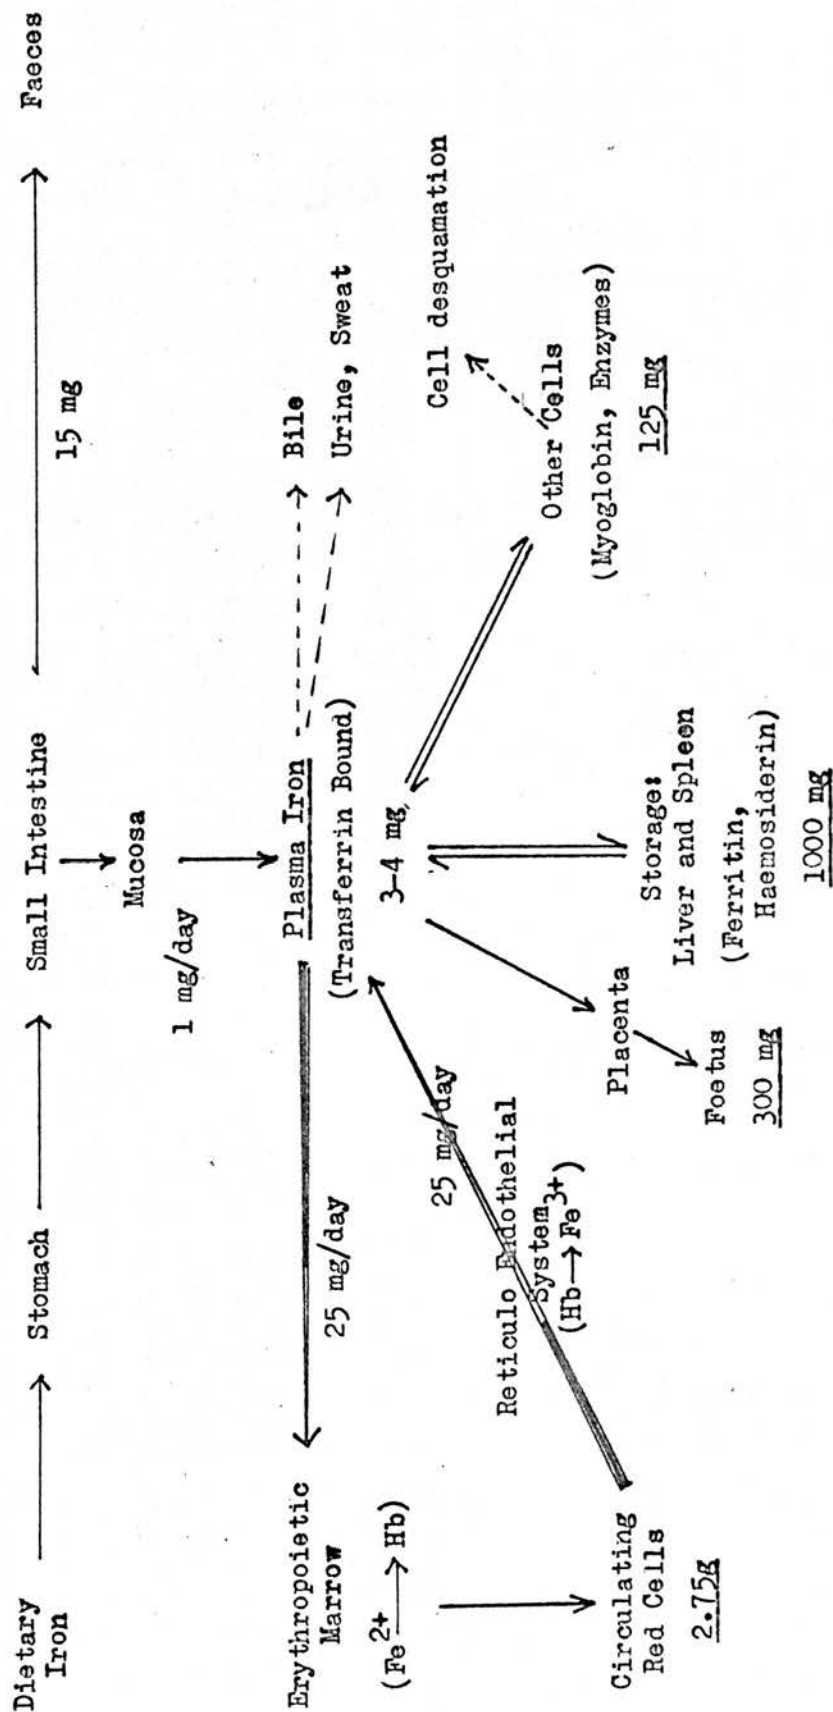 Dietary
Iron
Stomach
Small Intestine
Faeces
15 mg
Mucosa
1 mg/day
Erythropoietic
Marrow
(Fe²⁺ ⟶ Hb)
25 mg/day
Plasma Iron
(Transferrin Bound)
3-4 mg
Bile
Urine, Sweat
Cell desquamation
Other Cells
(Myoglobin, Enzymes)
125 mg
25 mg/day
Reticulo Endothelial
System
(Hb → Fe³⁺)
Circulating
Red Cells
2.75g
Placenta
Foetus
300 mg
Storage:
Liver and Spleen
(Ferritin,
Haemosiderin)
1000 mg